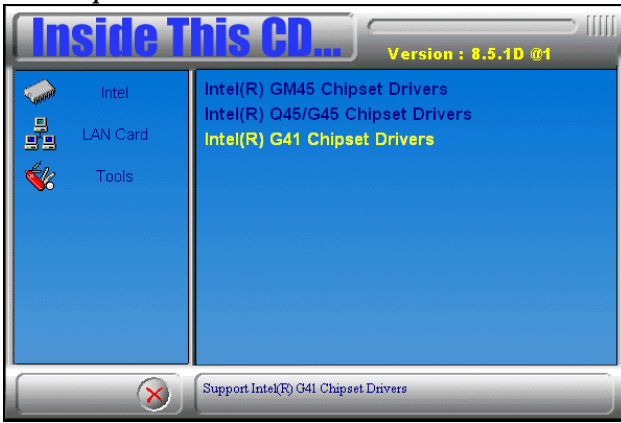 Inside This CD...
Version : 8.5.1D @1
Intel
LAN Card
Tools
Intel(R) GM45 Chipset Drivers
Intel(R) Q45/G45 Chipset Drivers
Intel(R) G41 Chipset Drivers
Support Intel(R) G41 Chipset Drivers